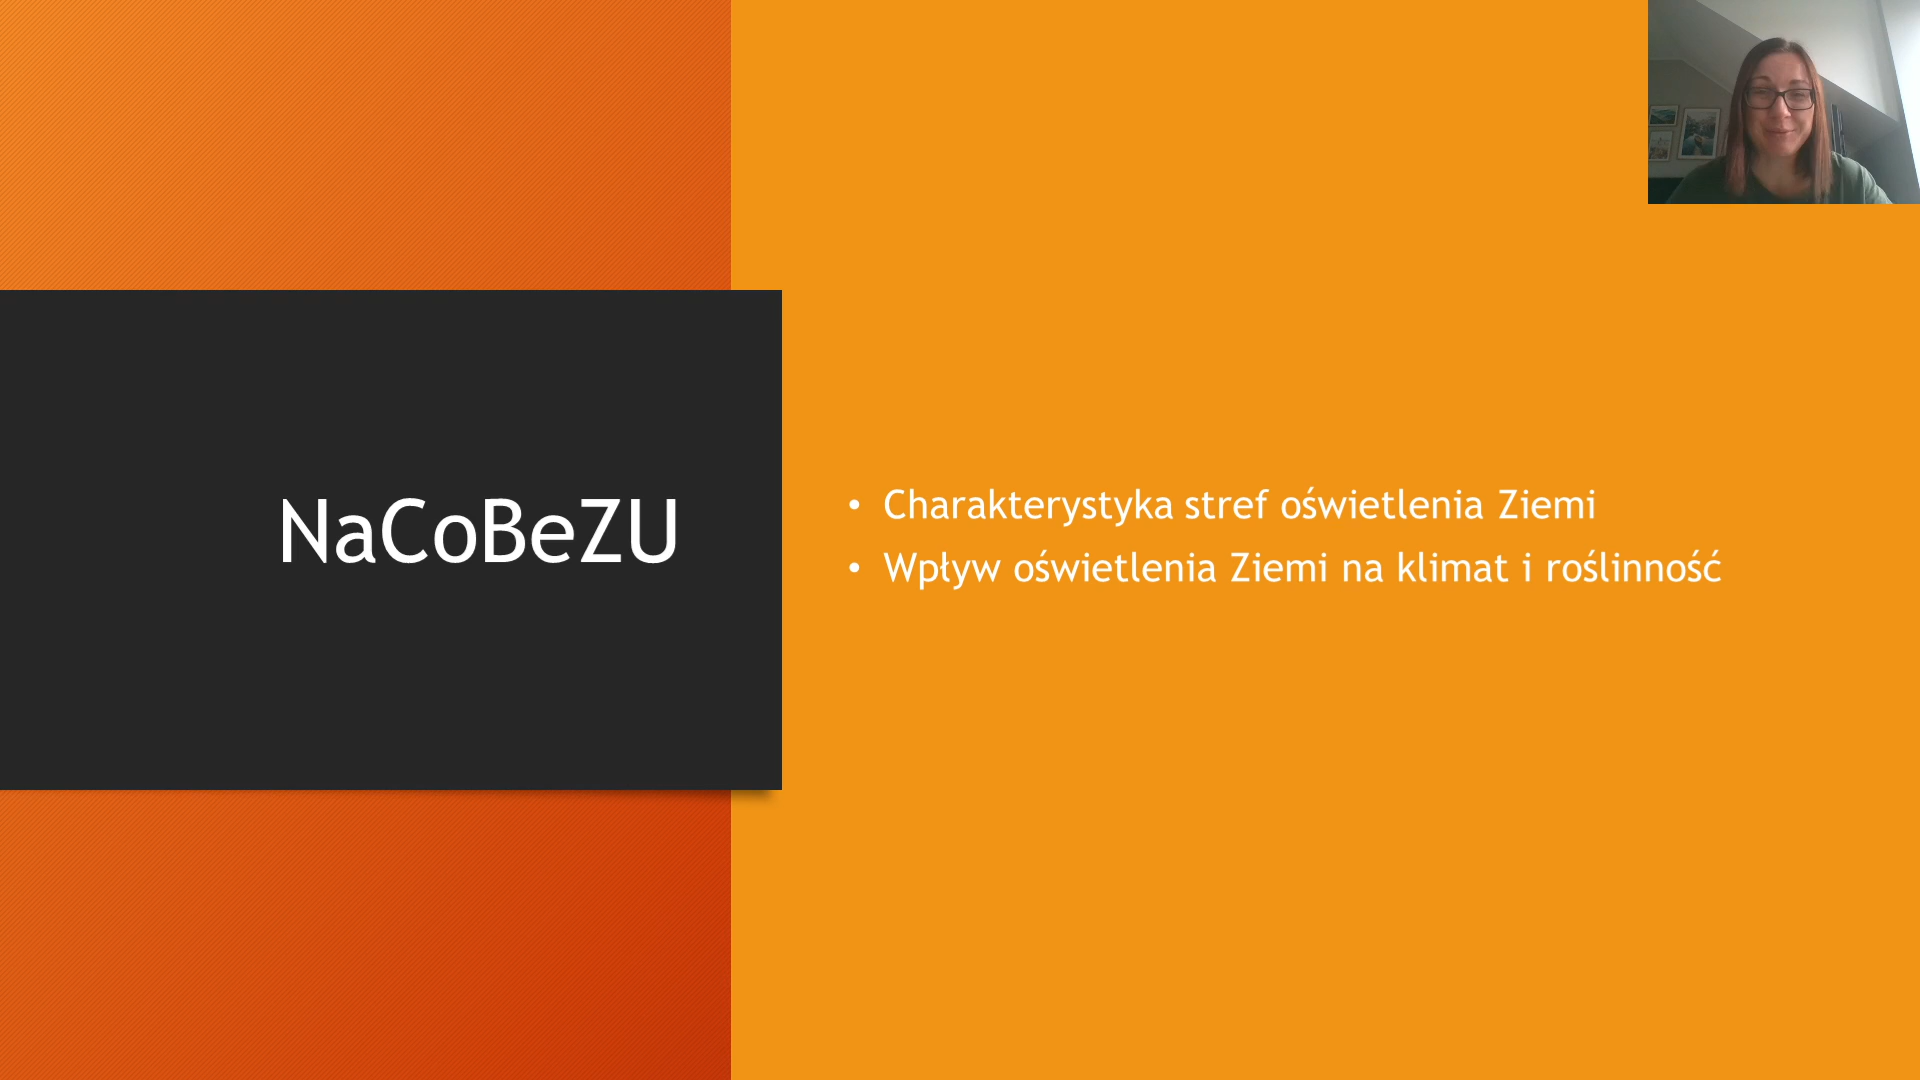 NaCoBeZU
• Charakterystyka stref oświetlenia Ziemi
• Wpływ oświetlenia Ziemi na klimat i roślinność